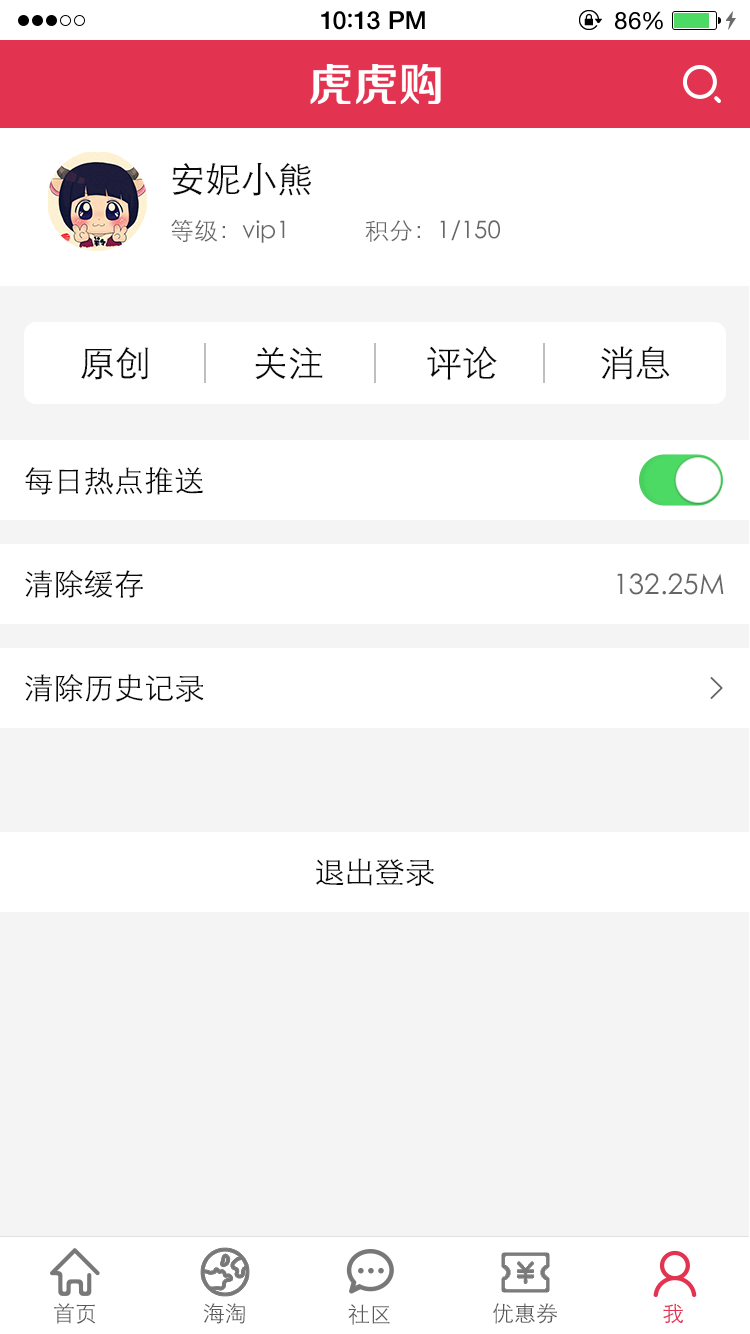 10:13 PM 86%
虎虎购
安妮小熊
等级：vip1 积分：1/150
原创 关注 评论 消息
每日热点推送
清除缓存 132.25M
清除历史记录
退出登录
首页 海淘 社区 优惠券 我